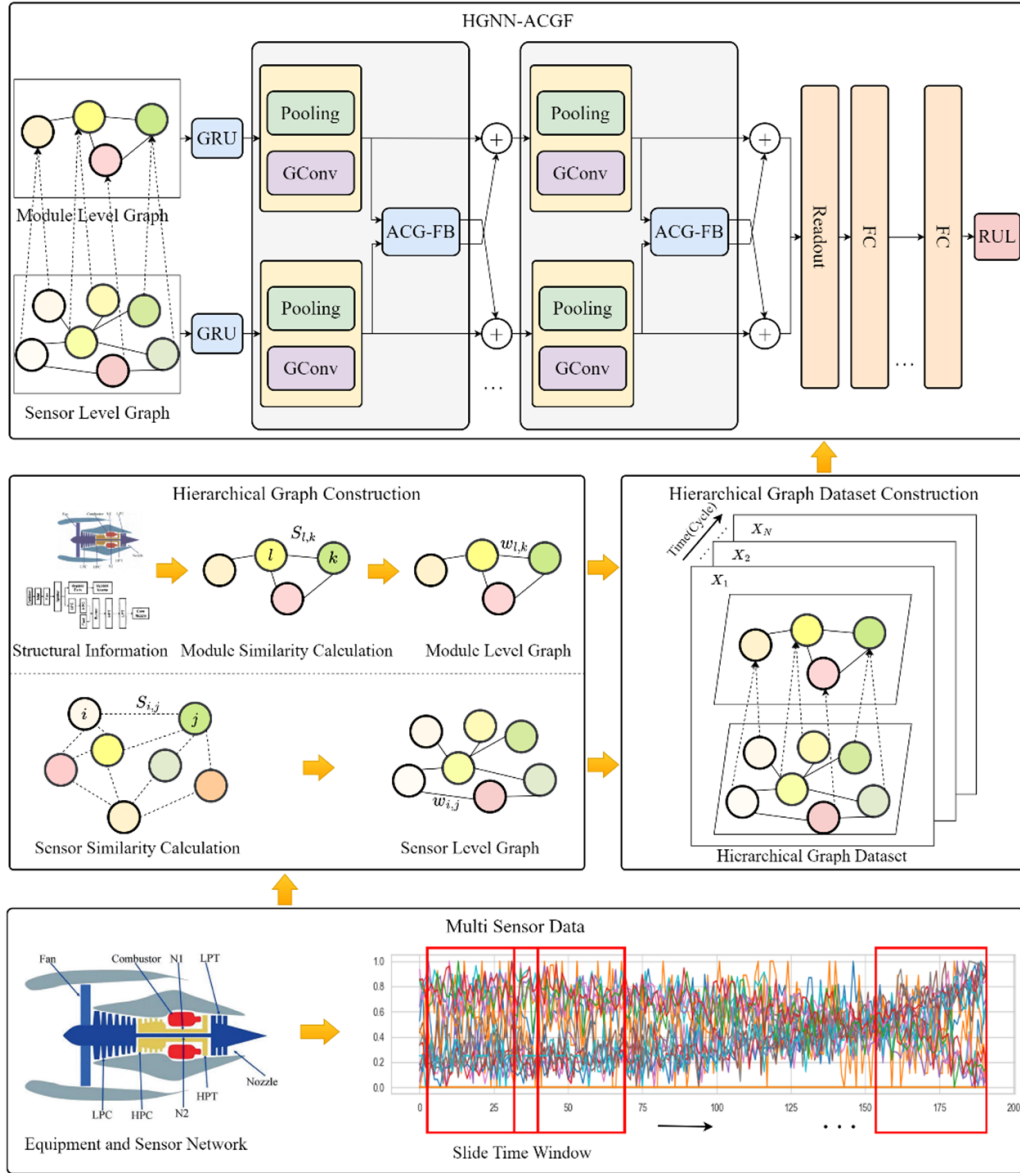 HGNN-ACGF
Pooling
GConv
Pooling
GConv
GRU
Module Level Graph
ACG-FB
ACG-FB
Readout
FC
FC
RUL
Pooling
GConv
Pooling
GConv
GRU
...
...
Sensor Level Graph
Hierarchical Graph Construction
Structural Information
S_{l,k}
l
k
Module Similarity Calculation
w_{l,k}
Module Level Graph
S_{i,j}
i
j
Sensor Similarity Calculation
w_{i,j}
Sensor Level Graph
Hierarchical Graph Dataset Construction
Time(Cycle)
X_N
X_2
X_1
Hierarchical Graph Dataset
Multi Sensor Data
Fan
Combustor
N1
LPT
Nozzle
LPC
HPC
N2
HPT
Equipment and Sensor Network
1.0
0.8
0.6
0.4
0.2
0.0
0
25
50
75
100
125
150
175
200
...
Slide Time Window